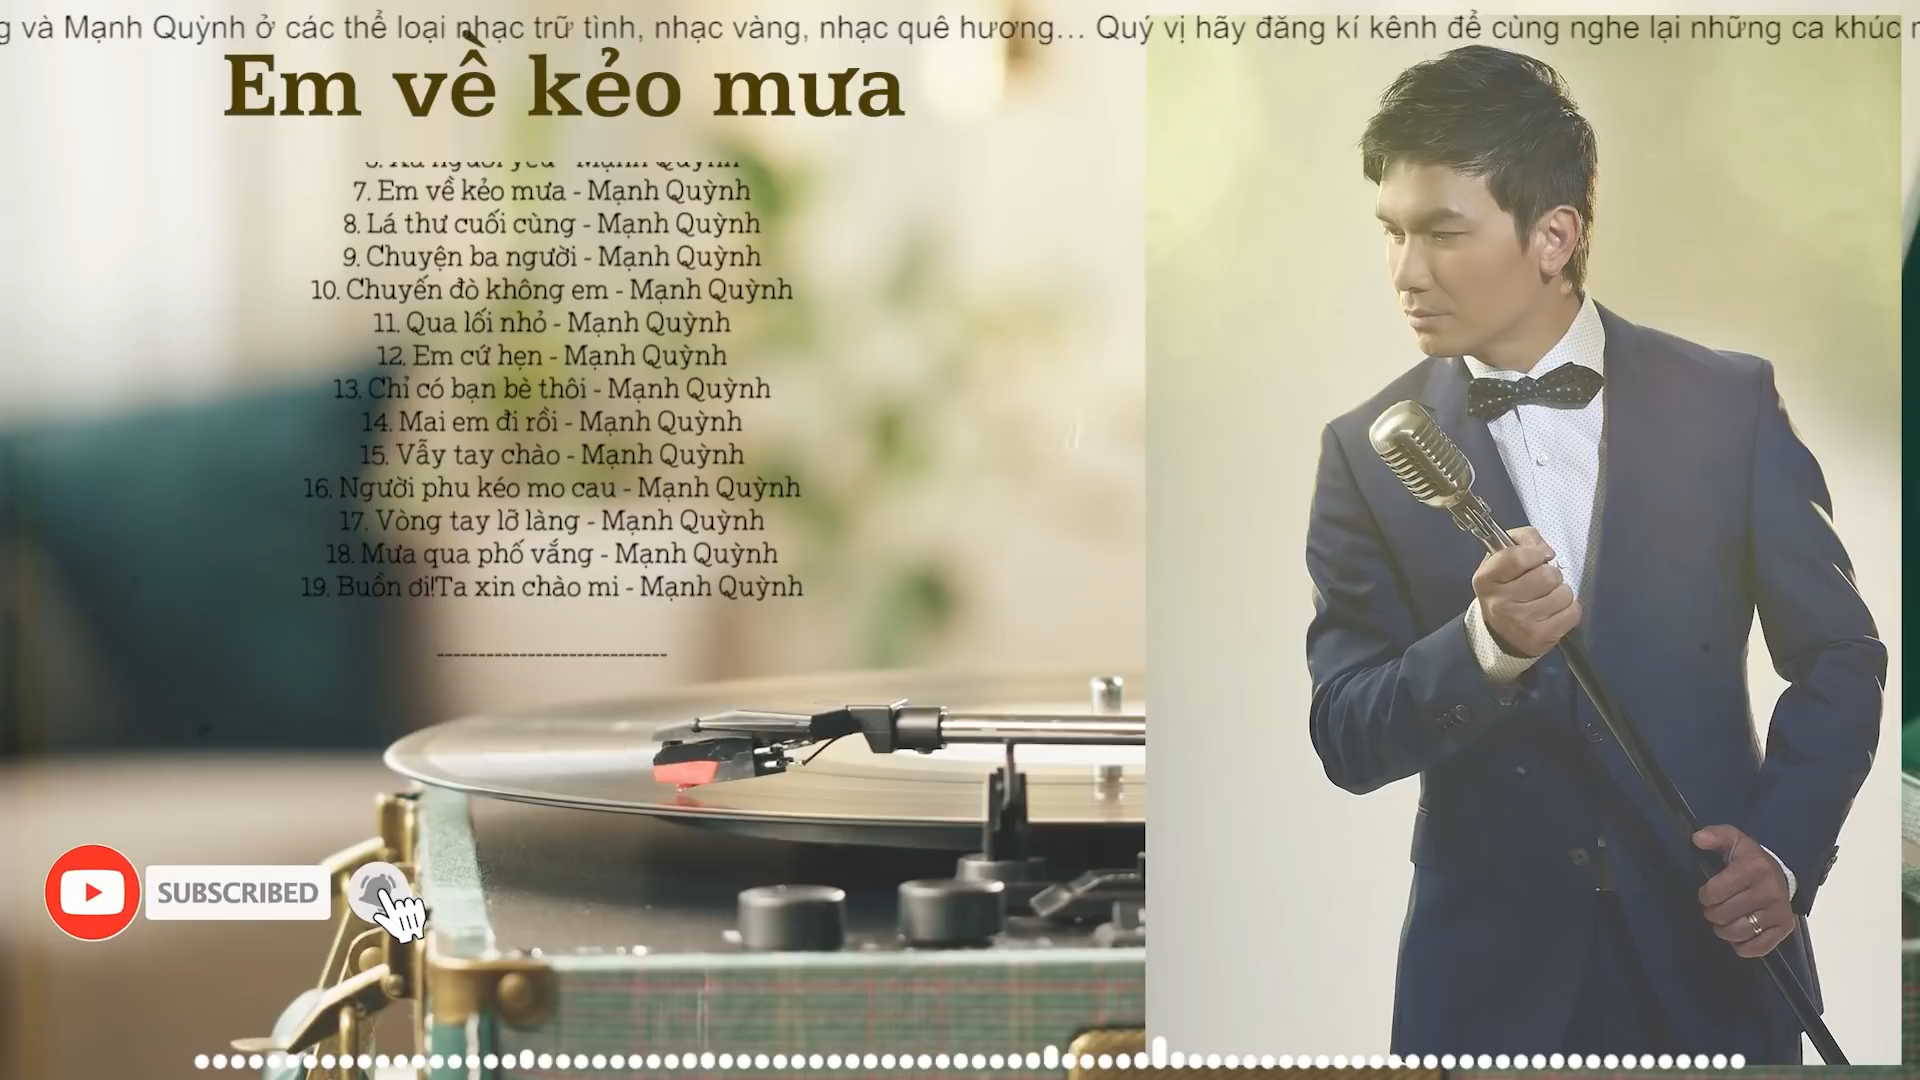 và Mạnh Quỳnh ở các thể loại nhạc trữ tình, nhạc vàng, nhạc quê hương... Quý vị hãy đăng kí kênh để cùng nghe lại những ca khúc
Em về kẻo mưa
7. Em về kẻo mưa - Mạnh Quỳnh
8. Lá thư cuối cùng - Mạnh Quỳnh
9. Chuyện ba người - Mạnh Quỳnh
10. Chuyến đò không em - Mạnh Quỳnh
11. Qua lối nhỏ - Mạnh Quỳnh
12. Em cứ hẹn - Mạnh Quỳnh
13. Chỉ có bạn bè thôi - Mạnh Quỳnh
14. Mai em đi rồi - Mạnh Quỳnh
15. Vẫy tay chào - Mạnh Quỳnh
16. Người phu kéo mo cau - Mạnh Quỳnh
17. Vòng tay lỡ làng - Mạnh Quỳnh
18. Mưa qua phố vắng - Mạnh Quỳnh
19. Buồn ơi!Ta xin chào mi - Mạnh Quỳnh
----------------------------
SUBSCRIBED